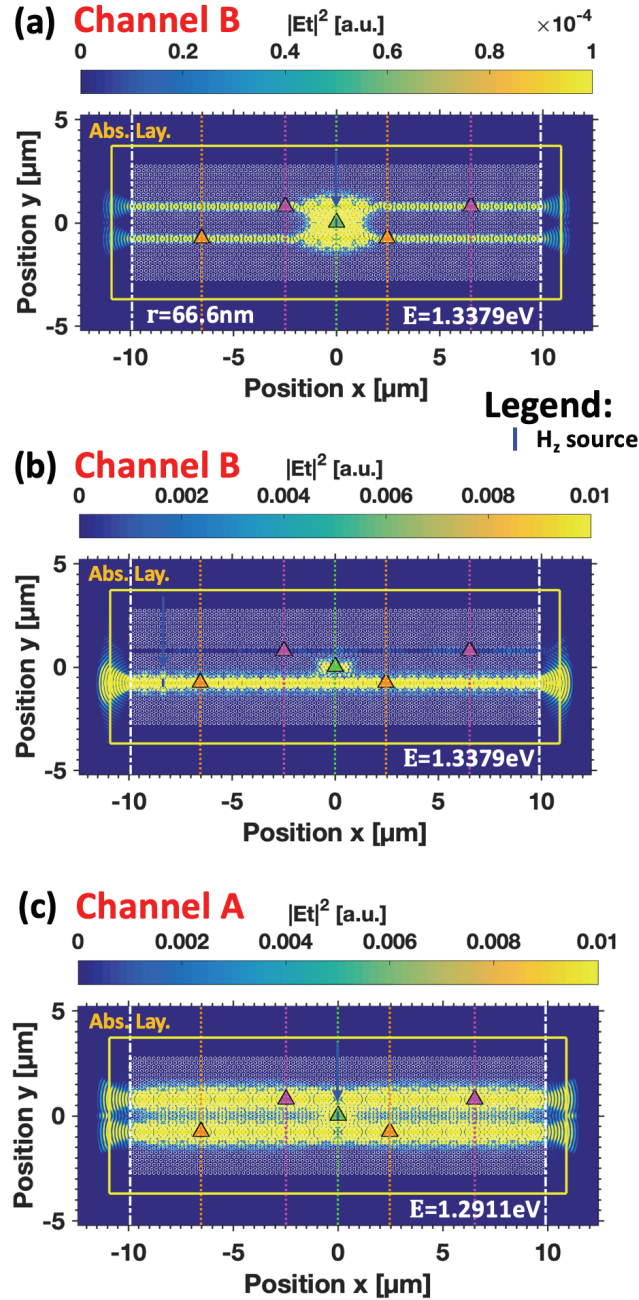 (a) Channel B
|Et|² [a.u.] ×10⁻⁴
0 0.2 0.4 0.6 0.8 1
Abs. Lay.
5
0
-5
Position y [µm]
r=66.6nm E=1.3379eV
-10 -5 0 5 10
Position x [µm]
Legend:
H_z source
(b) Channel B
|Et|² [a.u.]
0 0.002 0.004 0.006 0.008 0.01
Abs. Lay.
5
0
-5
Position y [µm]
E=1.3379eV
-10 -5 0 5 10
Position x [µm]
(c) Channel A
|Et|² [a.u.]
0 0.002 0.004 0.006 0.008 0.01
Abs. Lay.
5
0
-5
Position y [µm]
E=1.2911eV
-10 -5 0 5 10
Position x [µm]